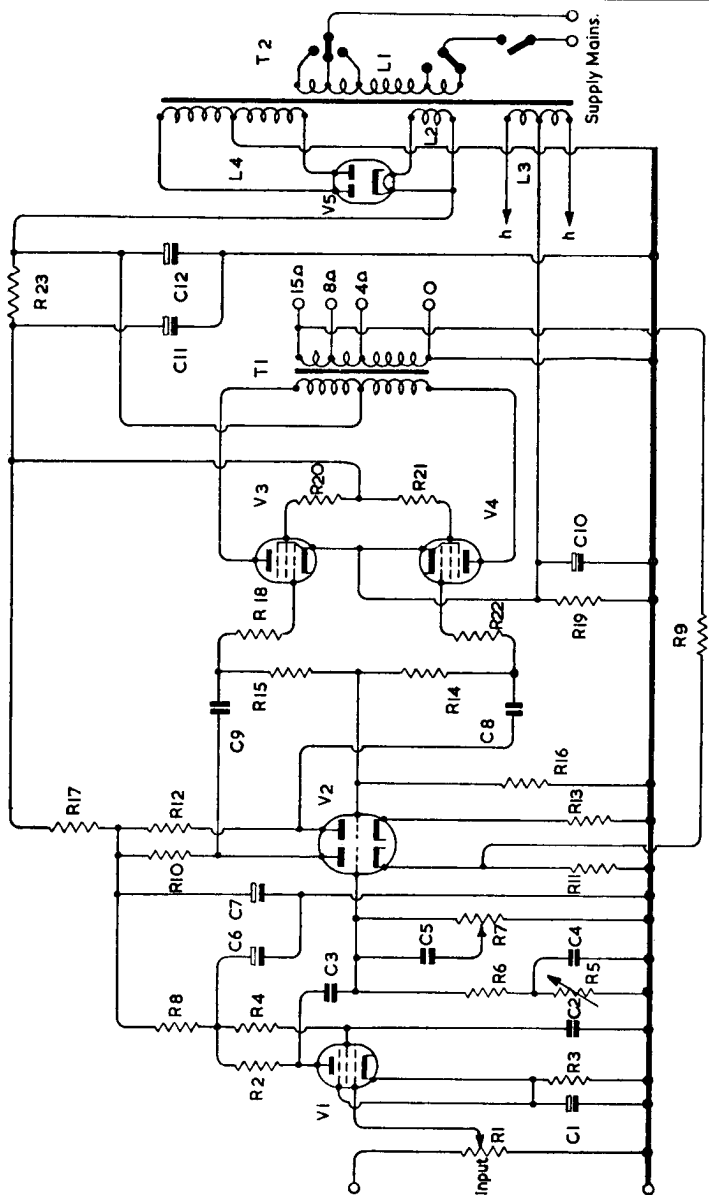 Input
R1
C1
R3
V1
R2
R4
R8
C2
C3
C6
C7
R5
C4
R6
C5
R7
R10
R12
R17
V2
R11
R13
R16
C9
C8
R15
R14
R18
R22
V3
V4
R20
R21
R19
C10
R9
T1
15Ω
8Ω
4Ω
O
C11
C12
R23
V5
L4
L2
L3
h
h
T2
L1
Supply Mains.